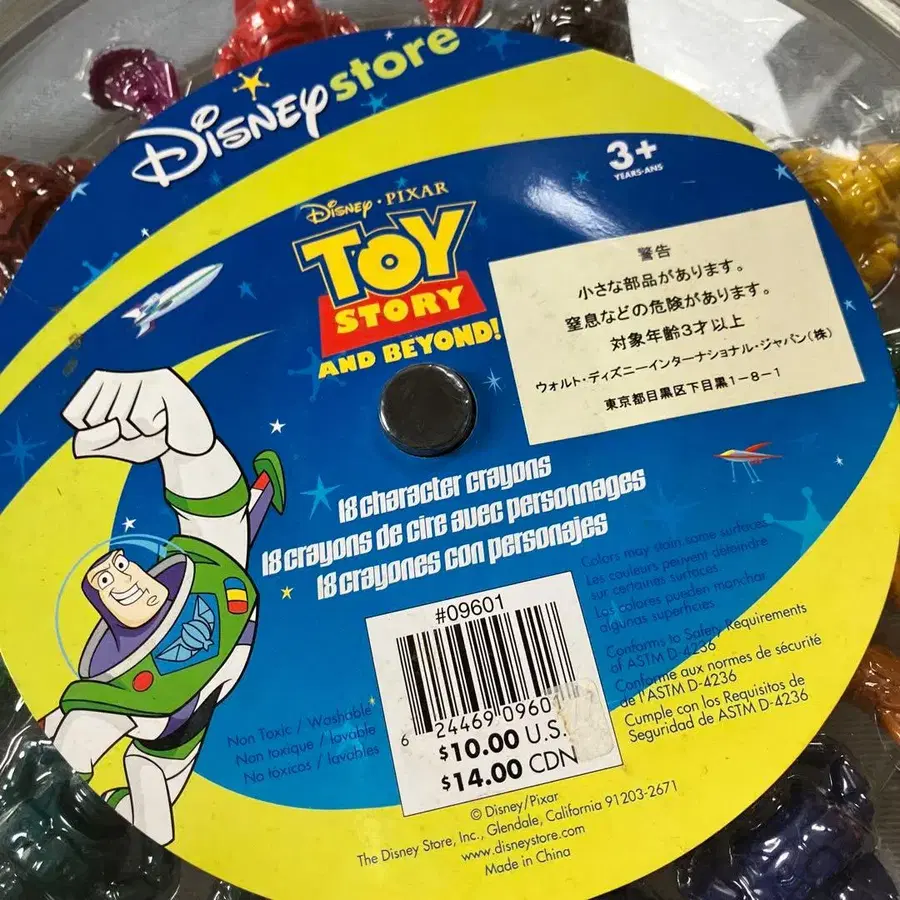 Disney store
3+
YEARS·ANS
Disney · PIXAR
TOY
STORY
AND BEYOND!
警告
小さな部品があります。
窒息などの危険があります。
対象年齢3才以上
ウォルト・ディズニーインターナショナル・ジャパン(株)
東京都目黒区下目黒1-8-1
18 character crayons
18 crayons de cire avec personnages
18 crayones con personajes
Colors may stain some surfaces
Les couleurs peuvent déteindre
sur certaines surfaces.
Los colores pueden manchar
algunas superficies
Conforms to Safety Requirements
of ASTM D-4236
Conforme aux normes de sécurité
de l'ASTM D-4236
Cumple con los Requisitos de
Seguridad de ASTM D-4236
Non Toxic / Washable
Non toxique / lavable
No toxicos / lavables
#09601
6 24469 09601
$10.00 U.S.
$14.00 CDN
© Disney/Pixar
The Disney Store, Inc., Glendale, California 91203-2671
www.disneystore.com
Made in China